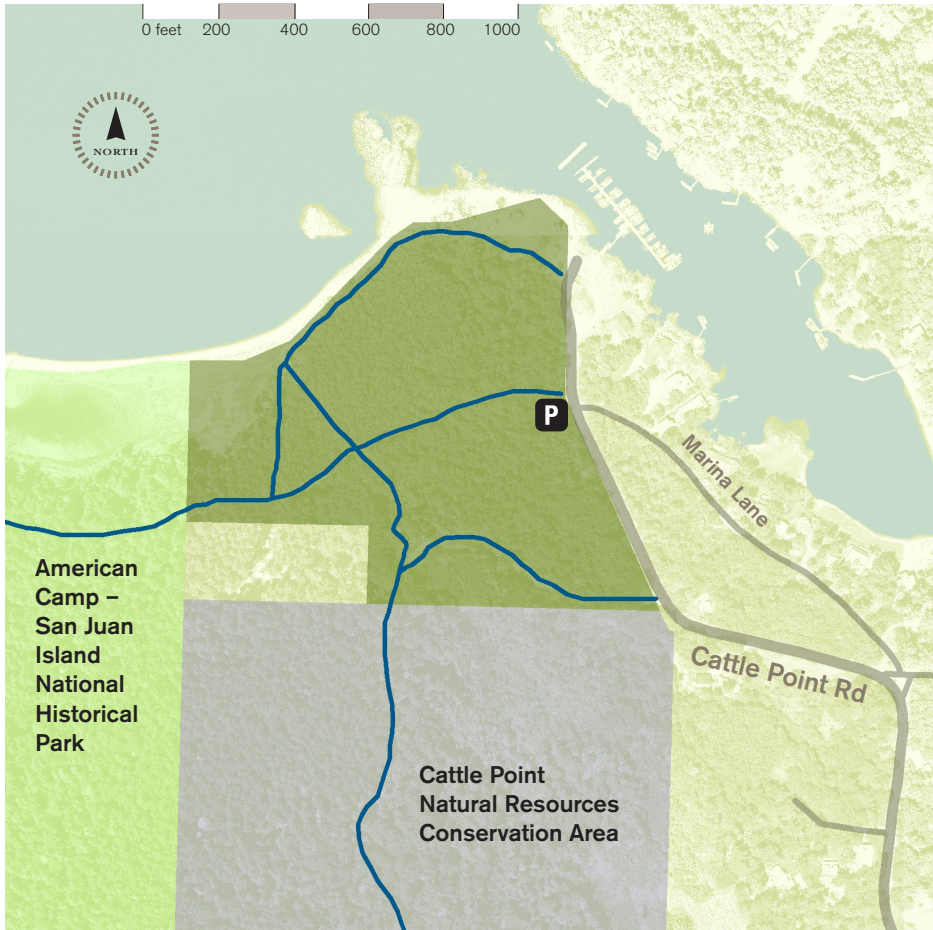 0 feet 200 400 600 800 1000
NORTH
P
Marina Lane
American
Camp –
San Juan
Island
National
Historical
Park
Cattle Point Rd
Cattle Point
Natural Resources
Conservation Area